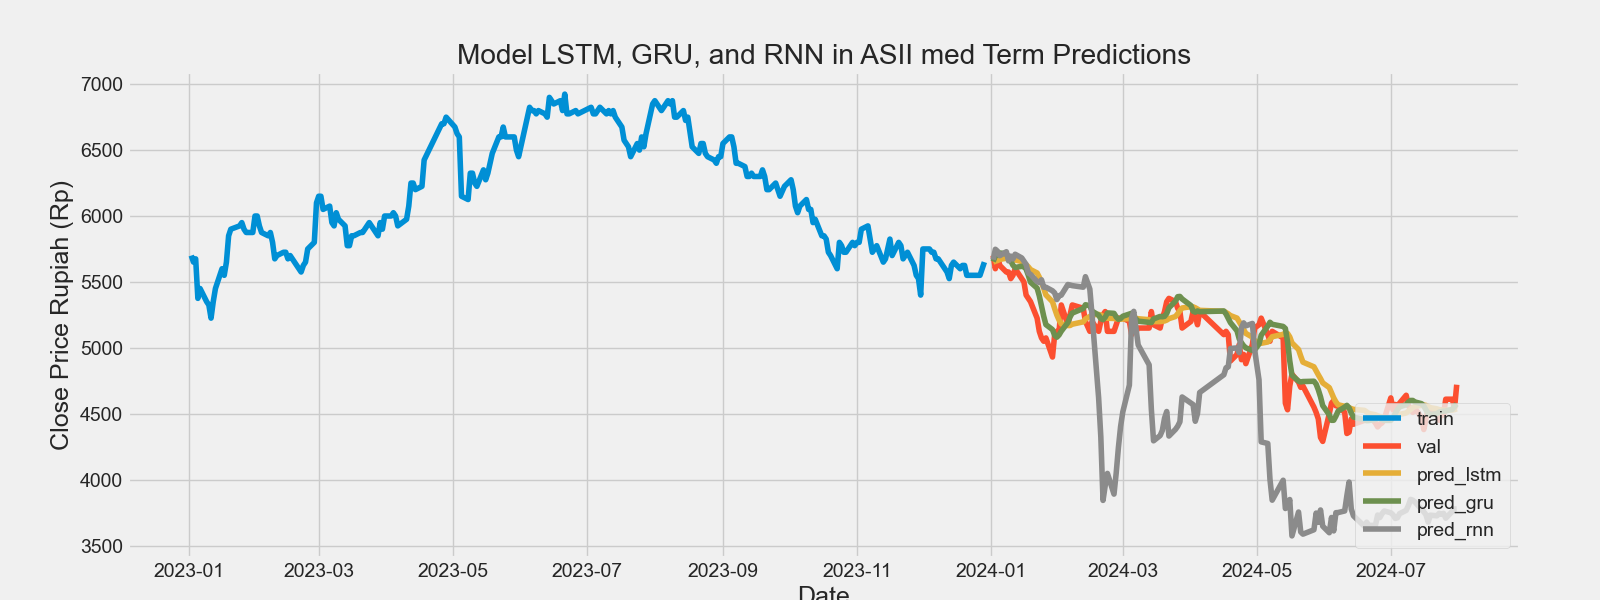 Model LSTM, GRU, and RNN in ASII med Term Predictions
Close Price Rupiah (Rp)
7000
6500
6000
5500
5000
4500
4000
3500
train
val
pred_lstm
pred_gru
pred_rnn
2023-01 2023-03 2023-05 2023-07 2023-09 2023-11 2024-01 2024-03 2024-05 2024-07
Date